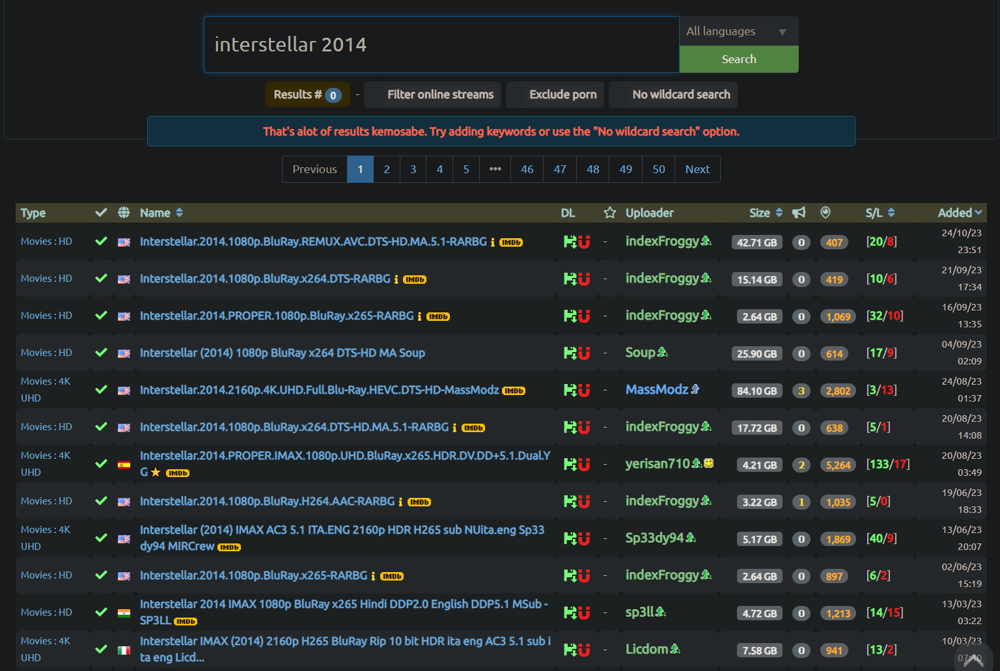 interstellar 2014
All languages
Search
Results # 0 - Filter online streams Exclude porn No wildcard search
That's alot of results kemosabe. Try adding keywords or use the "No wildcard search" option.
Previous 1 2 3 4 5 ••• 46 47 48 49 50 Next
Type Name DL Uploader Size S/L Added
Movies : HD Interstellar.2014.1080p.BluRay.REMUX.AVC.DTS-HD.MA.5.1-RARBG i IMDb - indexFroggy 42.71 GB 0 407 [20/8] 24/10/23
23:51
Movies : HD Interstellar.2014.1080p.BluRay.x264.DTS-RARBG i IMDb - indexFroggy 15.14 GB 0 419 [10/6] 21/09/23
17:34
Movies : HD Interstellar.2014.PROPER.1080p.BluRay.x265-RARBG i IMDb - indexFroggy 2.64 GB 0 1,069 [32/10] 16/09/23
13:35
Movies : HD Interstellar (2014) 1080p BluRay x264 DTS-HD MA Soup - Soup 25.90 GB 0 614 [17/9] 04/09/23
02:09
Movies : 4K
UHD Interstellar.2014.2160p.4K.UHD.Full.Blu-Ray.HEVC.DTS-HD-MassModz IMDb - MassModz 84.10 GB 3 2,802 [3/13] 24/08/23
01:37
Movies : HD Interstellar.2014.1080p.BluRay.x264.DTS-HD.MA.5.1-RARBG i IMDb - indexFroggy 17.72 GB 0 638 [5/1] 20/08/23
14:08
Movies : 4K Interstellar.2014.PROPER.IMAX.1080p.UHD.BluRay.x265.HDR.DV.DD+5.1.Dual.Y
UHD G IMDb - yerisan710 4.21 GB 2 5,264 [133/17] 20/08/23
03:49
Movies : HD Interstellar.2014.1080p.BluRay.H264.AAC-RARBG i IMDb - indexFroggy 3.22 GB 1 1,035 [5/0] 19/06/23
18:33
Movies : 4K Interstellar (2014) IMAX AC3 5.1 ITA.ENG 2160p HDR H265 sub NUita.eng Sp33
UHD dy94 MIRCrew IMDb - Sp33dy94 5.17 GB 0 1,869 [40/9] 13/06/23
20:07
Movies : HD Interstellar.2014.1080p.BluRay.x265-RARBG i IMDb - indexFroggy 2.64 GB 0 897 [6/2] 02/06/23
15:19
Movies : HD Interstellar 2014 IMAX 1080p BluRay x265 Hindi DDP2.0 English DDP5.1 MSub -
SP3LL IMDb - sp3ll 4.72 GB 0 1,213 [14/15] 13/03/23
03:22
Movies : 4K Interstellar IMAX (2014) 2160p H265 BluRay Rip 10 bit HDR ita eng AC3 5.1 sub i
UHD ta eng Licd... - Licdom 7.58 GB 0 941 [13/2] 10/03/23
07:40